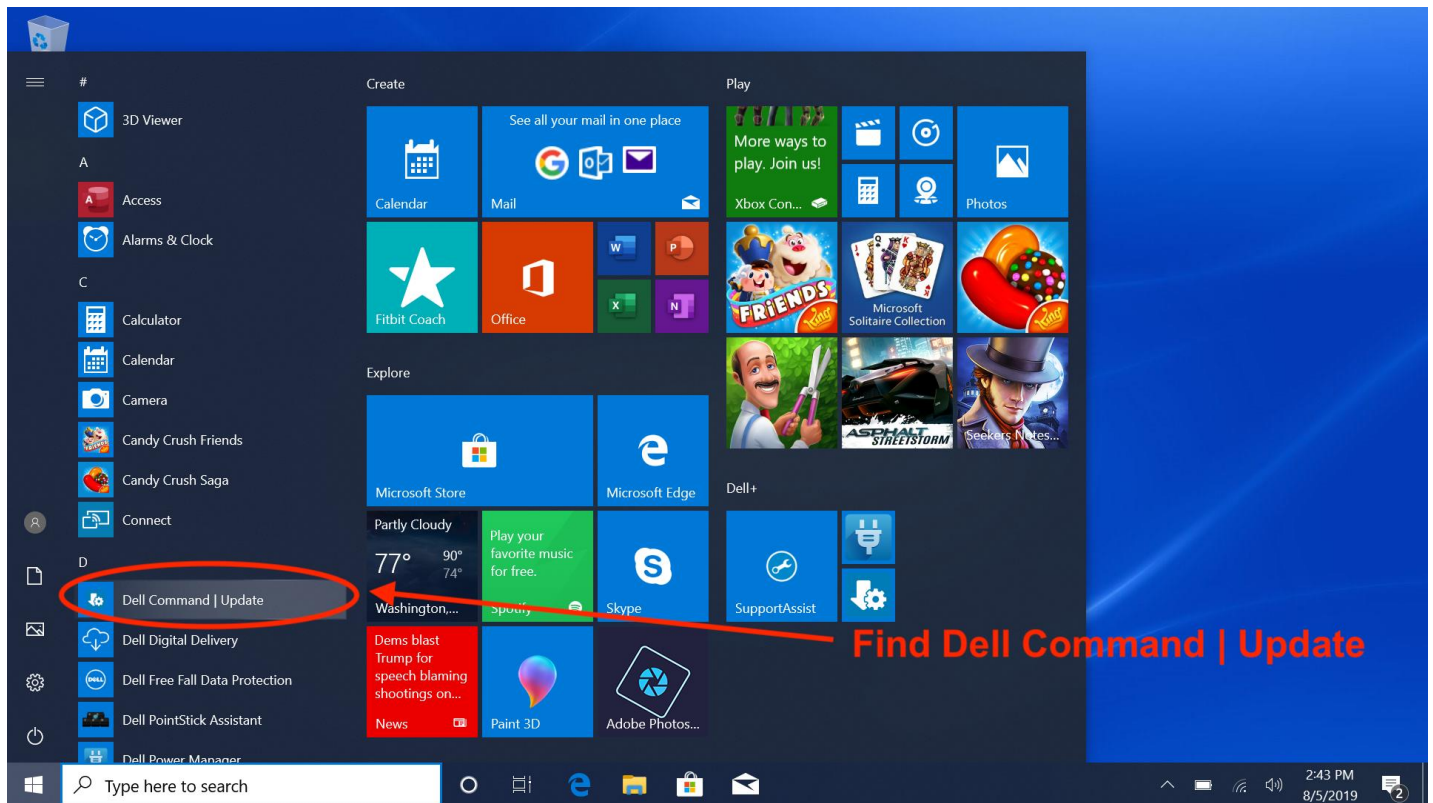 #
3D Viewer
A
Access
Alarms & Clock
C
Calculator
Calendar
Camera
Candy Crush Friends
Candy Crush Saga
Connect
D
Dell Command | Update
Dell Digital Delivery
Dell Free Fall Data Protection
Dell PointStick Assistant
Dell Power Manager
Create
Calendar
See all your mail in one place
Mail
Fitbit Coach
Office
Explore
Microsoft Store
Microsoft Edge
Partly Cloudy
77° 90°
74°
Washington,...
Play your
favorite music
for free.
Spotify
Skype
Dems blast
Trump for
speech blaming
shootings on...
News
Paint 3D
Adobe Photos...
Play
More ways to
play. Join us!
Xbox Con...
Photos
FRIENDS
King
Microsoft
Solitaire Collection
King
ASPHALT
STREETSTORM
Seekers Notes...
Dell+
SupportAssist
Find Dell Command | Update
Type here to search
2:43 PM
8/5/2019
2